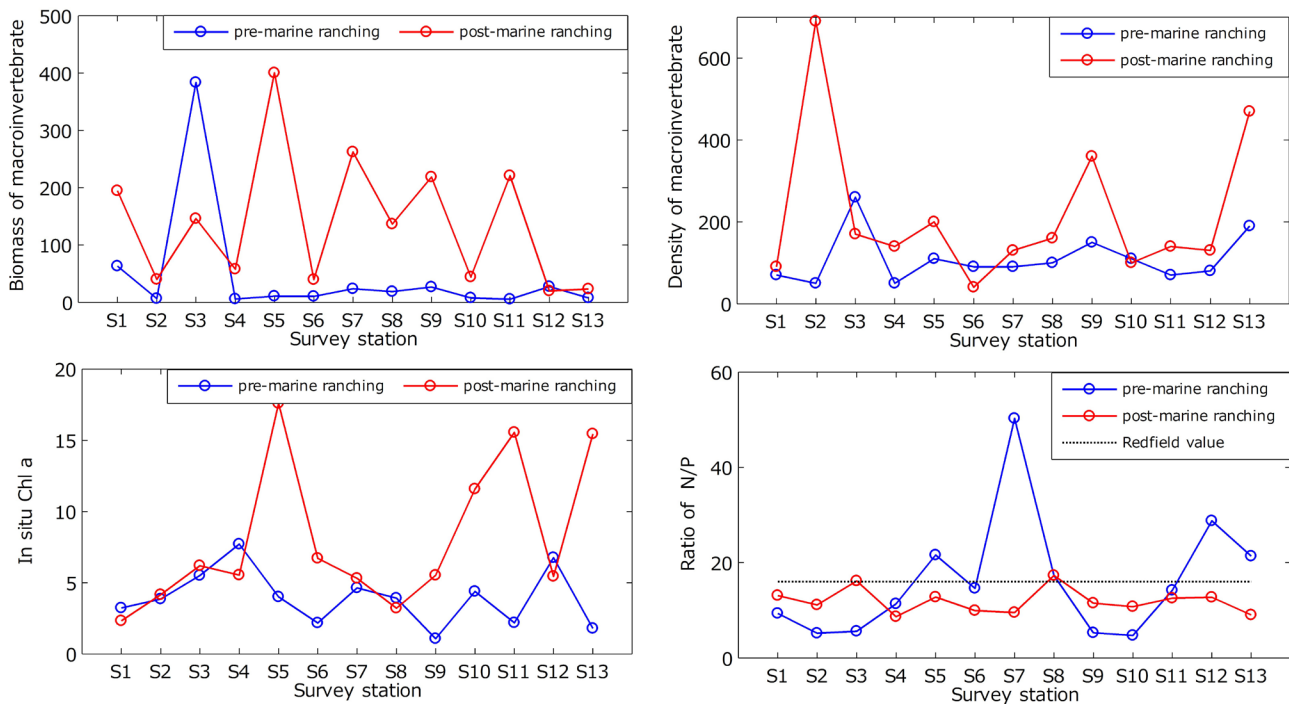 Biomass of macroinvertebrate
500
400
300
200
100
0
pre-marine ranching post-marine ranching
S1 S2 S3 S4 S5 S6 S7 S8 S9 S10 S11 S12 S13
Survey station
Density of macroinvertebrate
600
400
200
0
pre-marine ranching
post-marine ranching
S1 S2 S3 S4 S5 S6 S7 S8 S9 S10 S11 S12 S13
Survey station
In situ Chl a
20
15
10
5
0
pre-marine ranching post-marine ranching
S1 S2 S3 S4 S5 S6 S7 S8 S9 S10 S11 S12 S13
Survey station
Ratio of N/P
60
40
20
0
pre-marine ranching
post-marine ranching
Redfield value
S1 S2 S3 S4 S5 S6 S7 S8 S9 S10 S11 S12 S13
Survey station